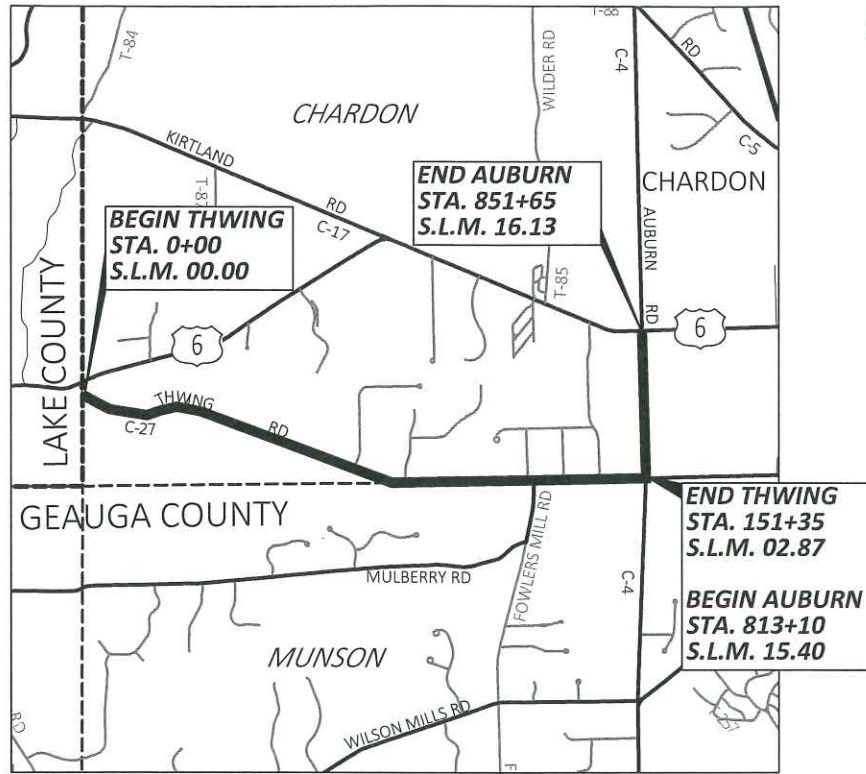 T-84
CHARDON
WILDER RD
C-4
RD
C-5
KIRTLAND
RD
C-17
T-87
END AUBURN
STA. 851+65
S.L.M. 16.13
CHARDON
BEGIN THWING
STA. 0+00
S.L.M. 00.00
AUBURN
RD
T-85
6
6
LAKE COUNTY
THWING
RD
C-27
GEAUGA COUNTY
END THWING
STA. 151+35
S.L.M. 02.87
BEGIN AUBURN
STA. 813+10
S.L.M. 15.40
FOWLERS MILL RD
C-4
MULBERRY RD
MUNSON
WILSON MILLS RD
RD
F